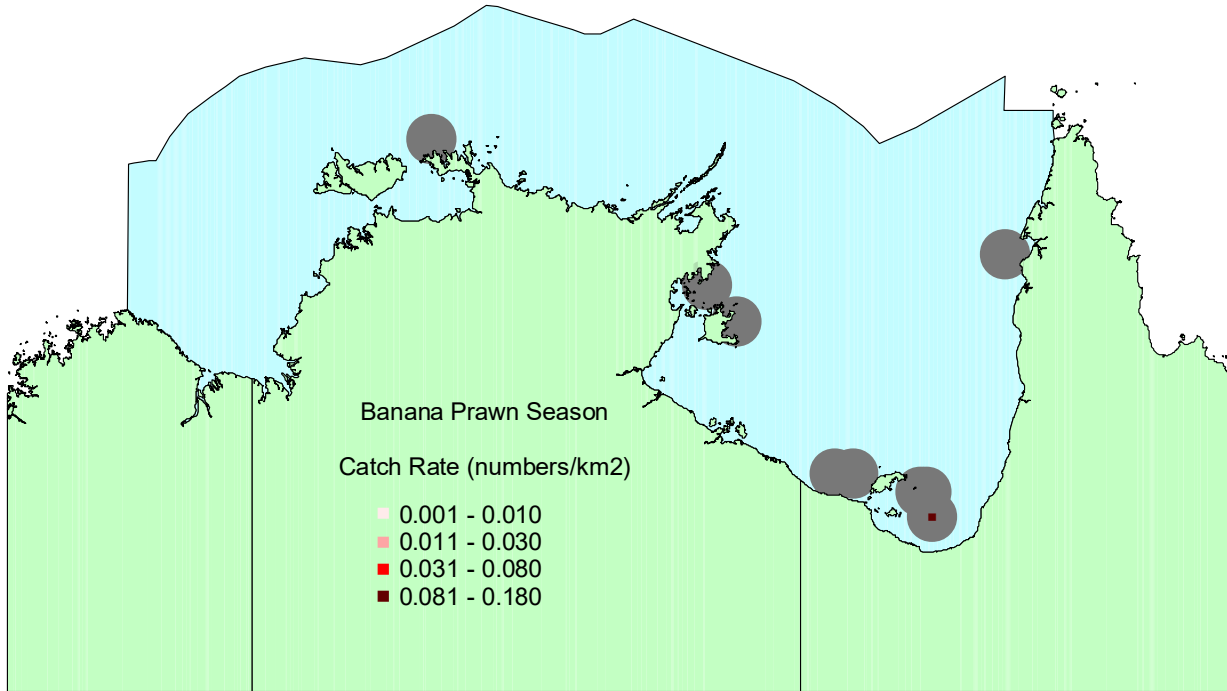 Banana Prawn Season
Catch Rate (numbers/km2)
0.001 - 0.010
0.011 - 0.030
0.031 - 0.080
0.081 - 0.180